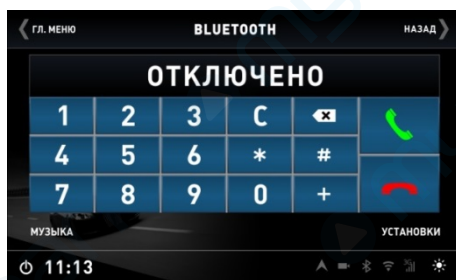 ГЛ. МЕНЮ BLUETOOTH НАЗАД
ОТКЛЮЧЕНО
1 2 3 C
4 5 6 * #
7 8 9 0 +
МУЗЫКА УСТАНОВКИ
11:13